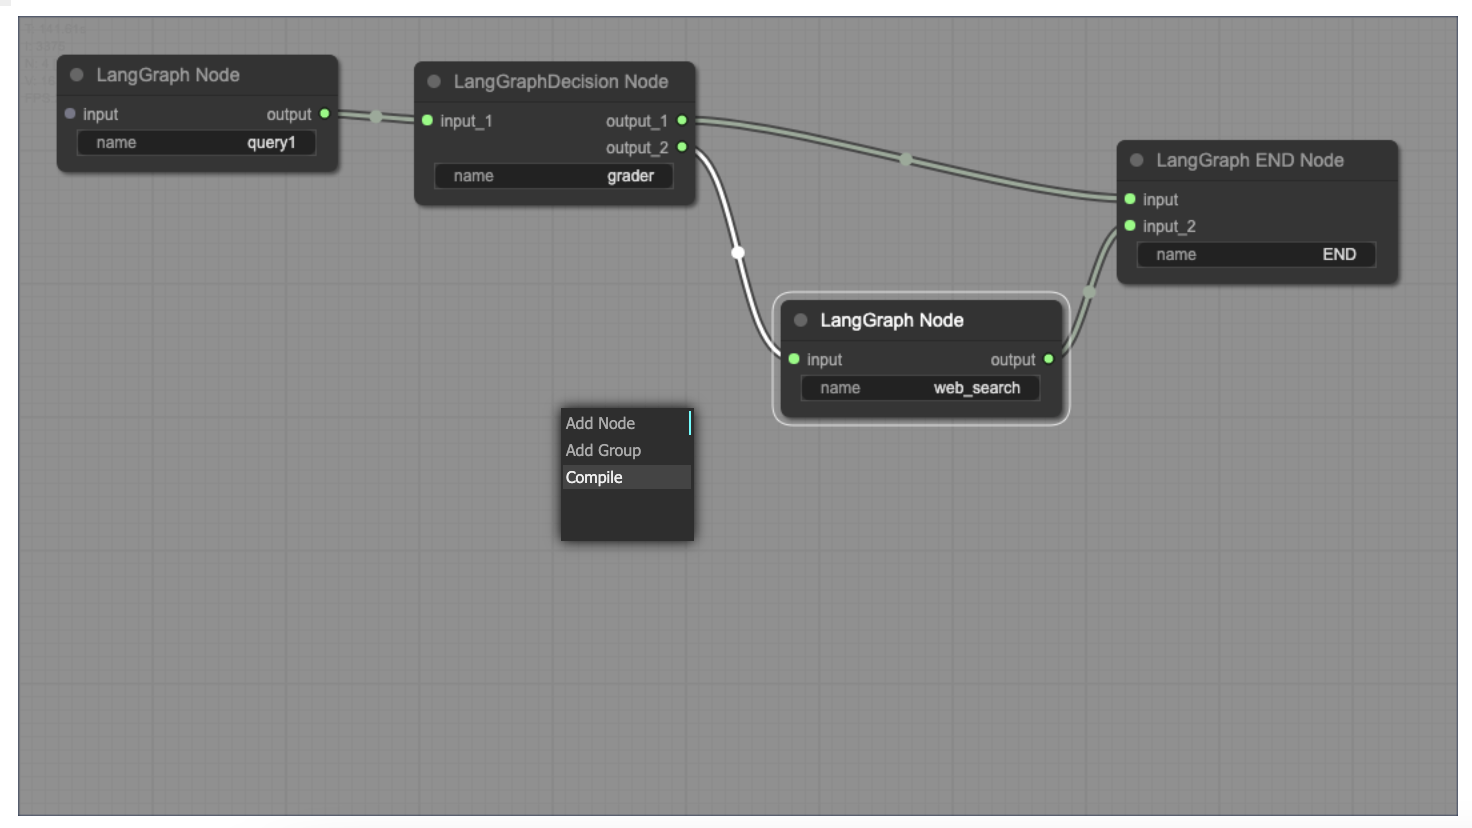 LangGraph Node
input output
name query1
LangGraphDecision Node
input_1 output_1
output_2
name grader
LangGraph END Node
input
input_2
name END
LangGraph Node
input output
name web_search
Add Node
Add Group
Compile